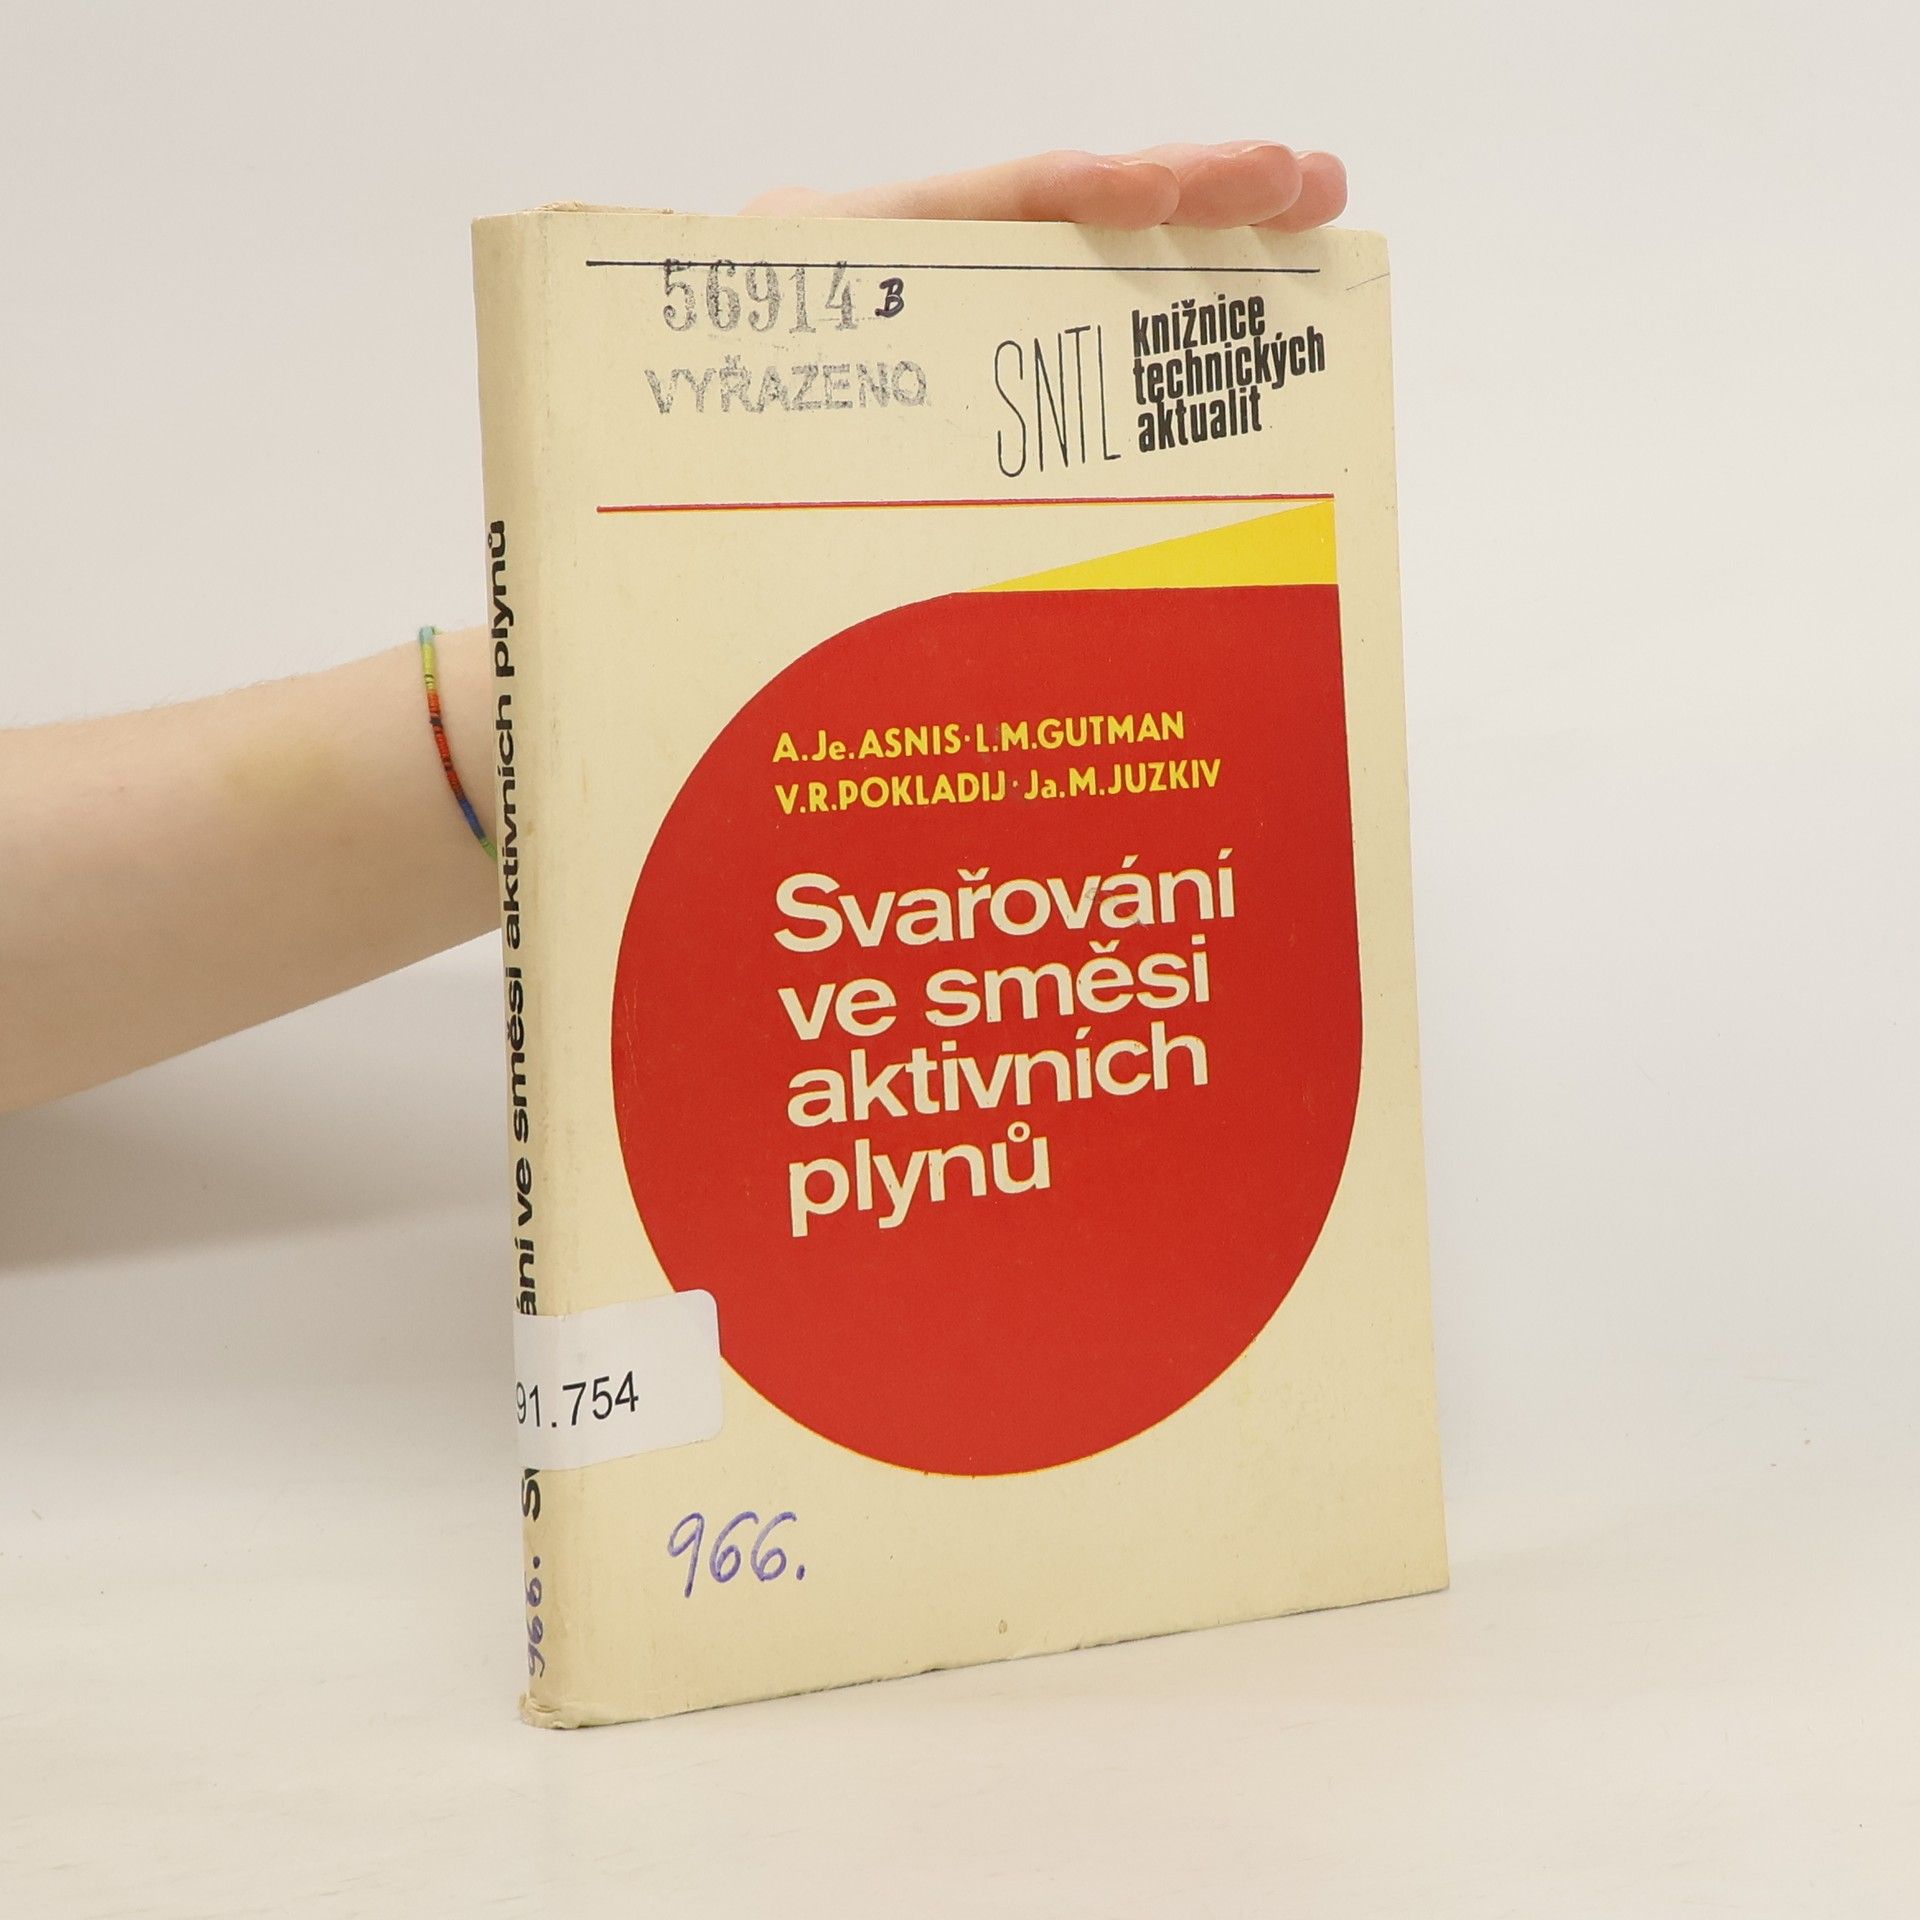 56914 B
VYŘAZENO
SNTL
knižnice
technických
aktualit
A.Je.ASNIS·L.M.GUTMAN
V.R.POKLADIJ·Ja.M.JUZKIV
Svařování
ve směsi
aktivních
plynů
91.754
966.
966. ání ve směsi aktivních plynů